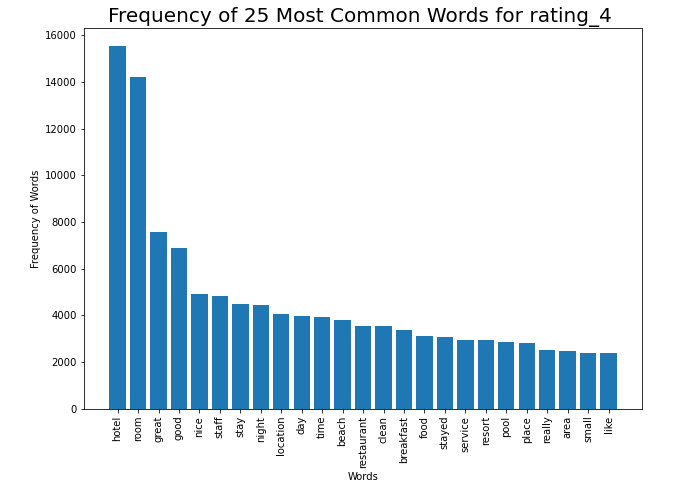 Frequency of 25 Most Common Words for rating_4
16000
14000
12000
10000
8000
6000
4000
2000
0
Frequency of Words
hotel
room
great
good
nice
staff
stay
night
location
day
time
beach
restaurant
clean
breakfast
food
stayed
service
resort
pool
place
really
area
small
like
Words